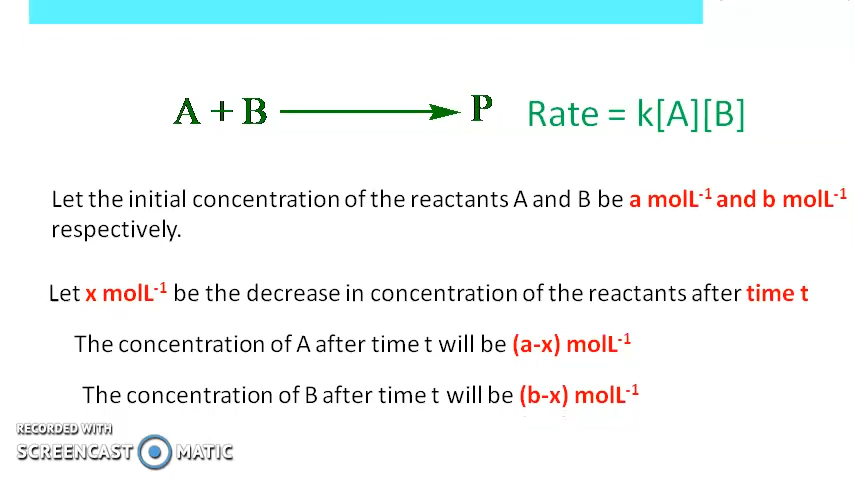 A + B ⟶ P Rate = k[A][B]
Let the initial concentration of the reactants A and B be a molL⁻¹ and b molL⁻¹
respectively.
Let x molL⁻¹ be the decrease in concentration of the reactants after time t
The concentration of A after time t will be (a-x) molL⁻¹
The concentration of B after time t will be (b-x) molL⁻¹
RECORDED WITH
SCREENCAST MATIC